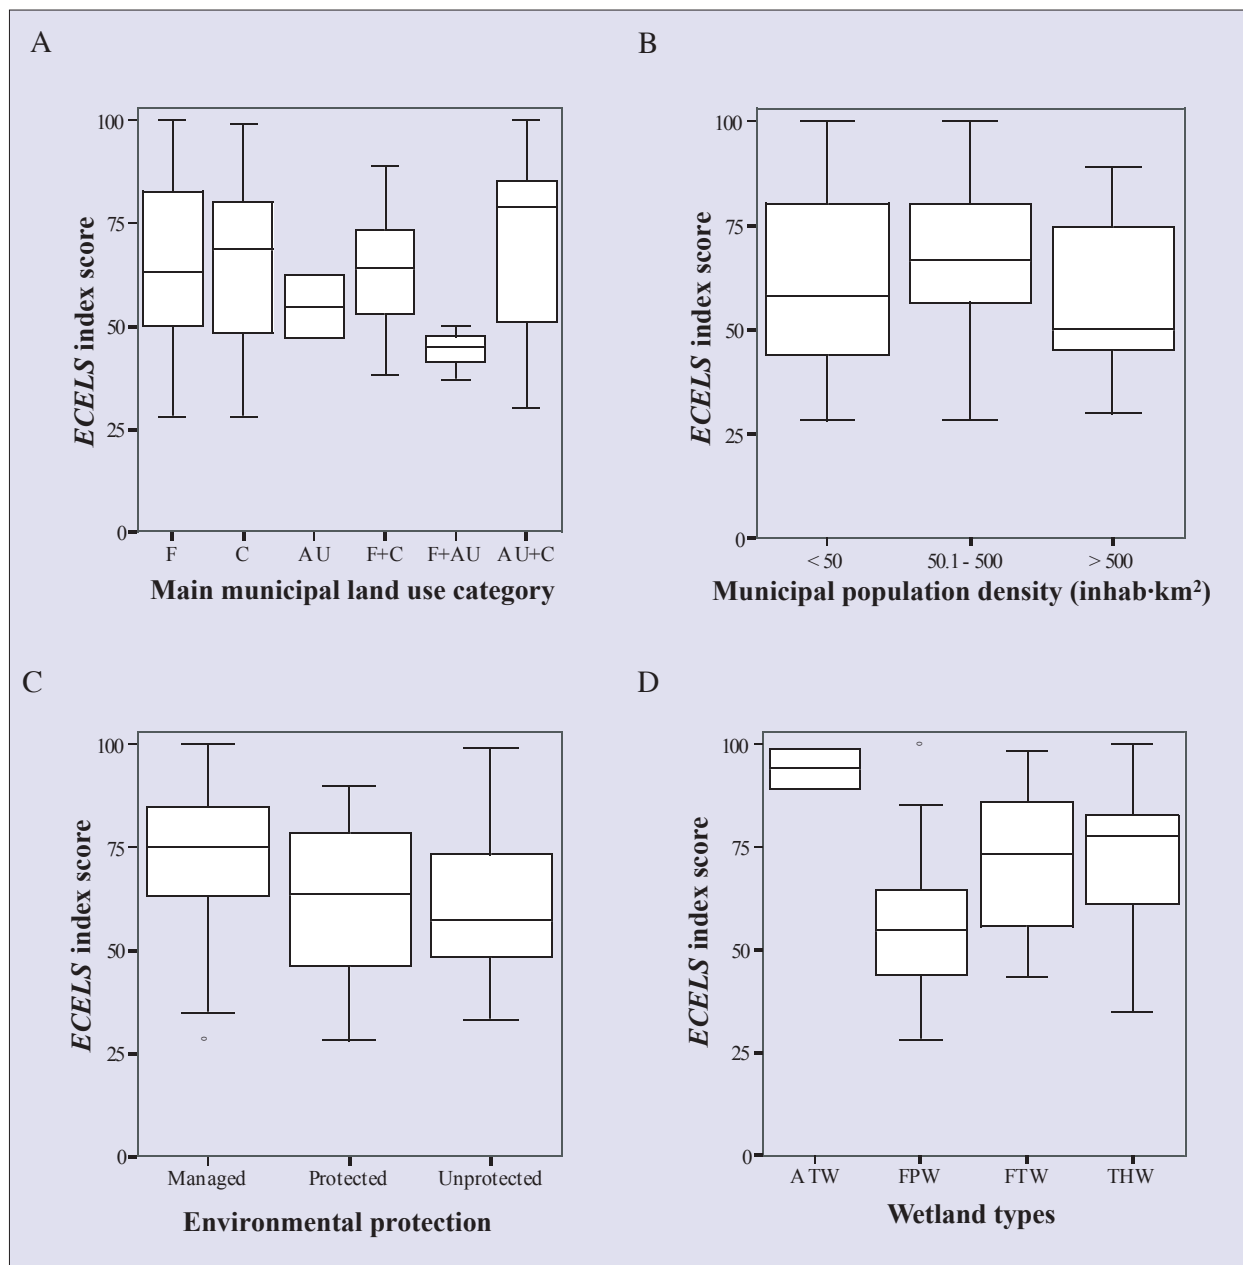 A
100
75
50
25
0
ECELS index score
F C AU F+C F+AU AU+C
Main municipal land use category
B
100
75
50
25
0
ECELS index score
< 50 50.1 - 500 > 500
Municipal population density (inhab·km²)
C
100
75
50
25
0
ECELS index score
Managed Protected Unprotected
Environmental protection
D
100
75
50
25
0
ECELS index score
ATW FPW FTW THW
Wetland types